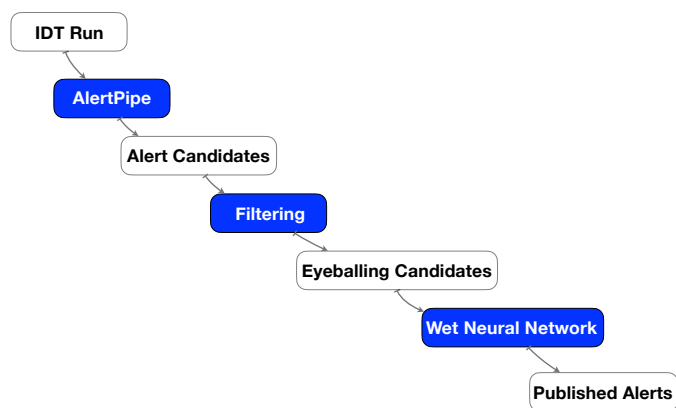 IDT Run
AlertPipe
Alert Candidates
Filtering
Eyeballing Candidates
Wet Neural Network
Published Alerts